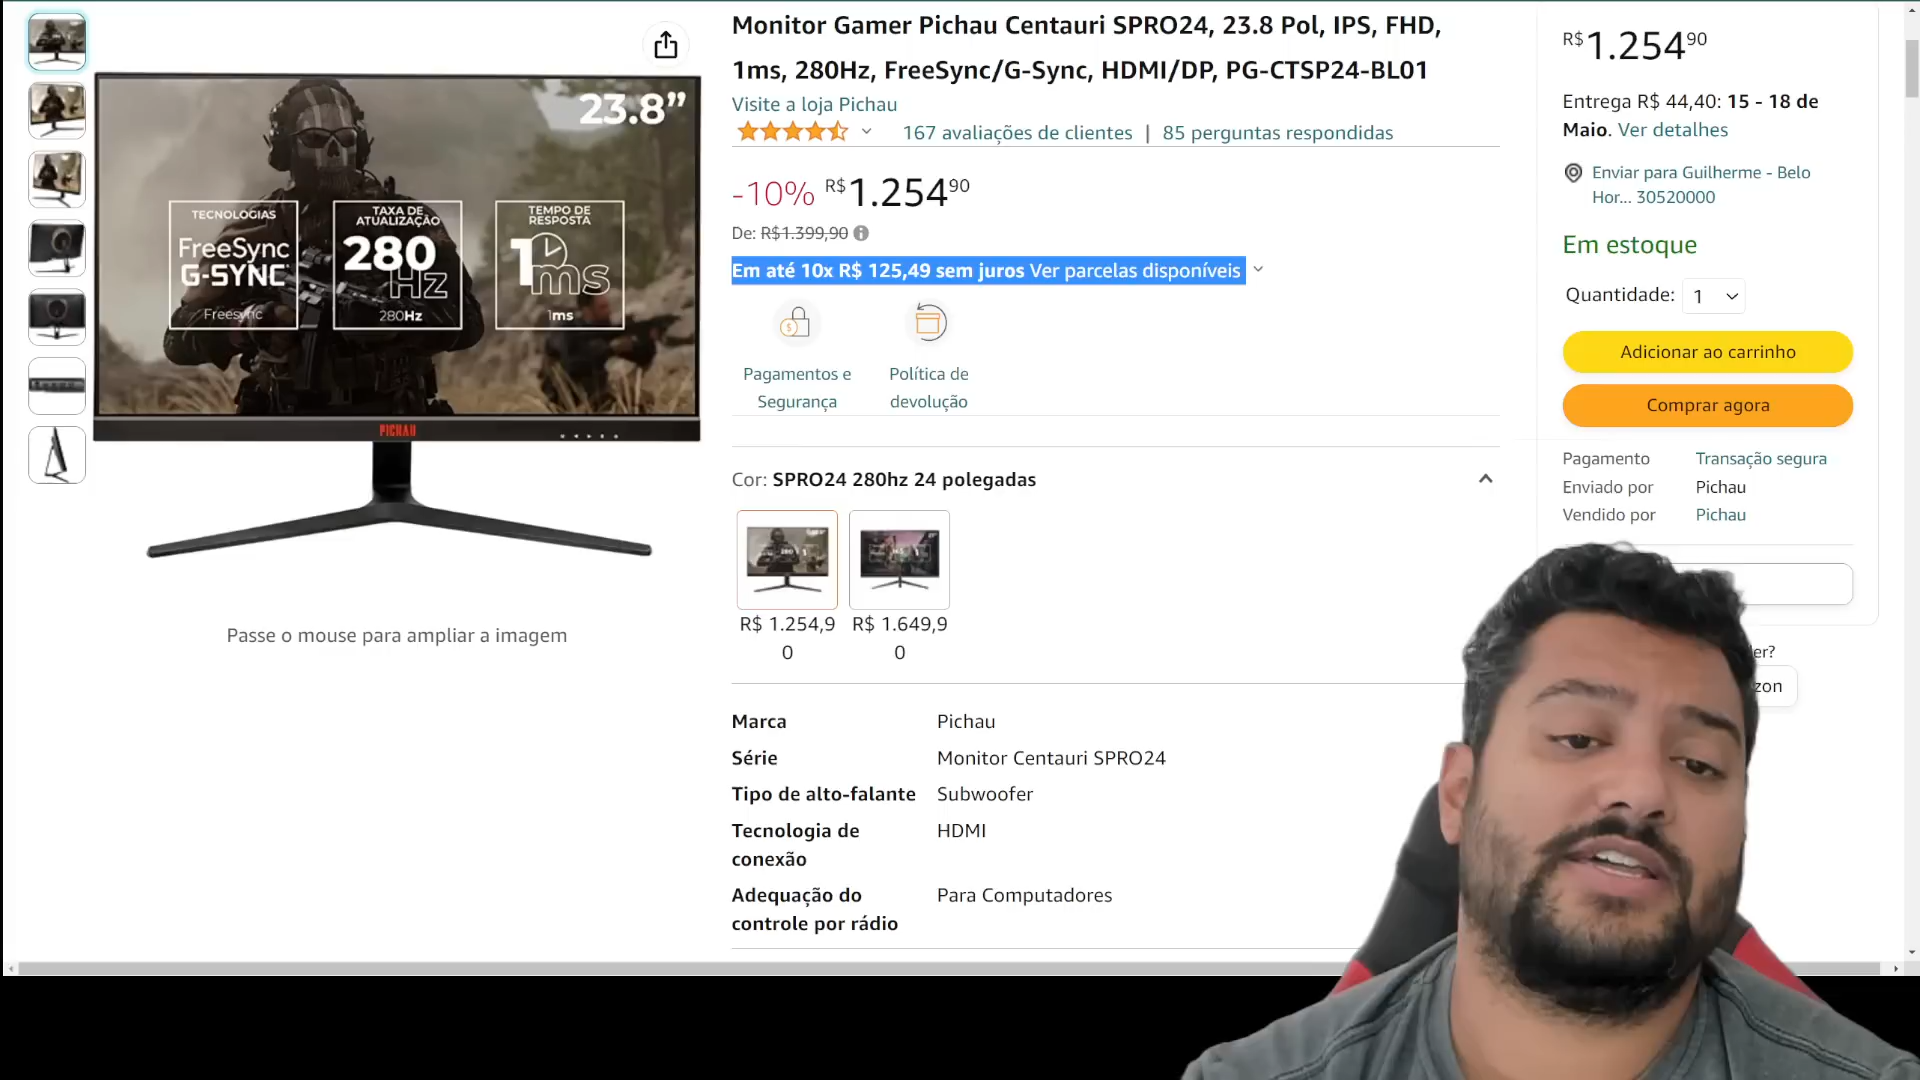 23.8”
TECNOLOGIAS
FreeSync
G-SYNC
Freesync
TAXA DE
ATUALIZAÇÃO
280
Hz
280Hz
TEMPO DE
RESPOSTA
1ms
1ms
PICHAU
Passe o mouse para ampliar a imagem
Monitor Gamer Pichau Centauri SPRO24, 23.8 Pol, IPS, FHD,
1ms, 280Hz, FreeSync/G-Sync, HDMI/DP, PG-CTSP24-BL01
Visite a loja Pichau
167 avaliações de clientes | 85 perguntas respondidas
-10% R$ 1.254 90
De: R$1.399,90
Em até 10x R$ 125,49 sem juros Ver parcelas disponíveis
Pagamentos e
Segurança
Política de
devolução
Cor: SPRO24 280hz 24 polegadas
R$ 1.254,9
0
R$ 1.649,9
0
Marca Pichau
Série Monitor Centauri SPRO24
Tipo de alto-falante Subwoofer
Tecnologia de HDMI
conexão
Adequação do Para Computadores
controle por rádio
R$ 1.254 90
Entrega R$ 44,40: 15 - 18 de
Maio. Ver detalhes
Enviar para Guilherme - Belo
Hor... 30520000
Em estoque
Quantidade: 1
Adicionar ao carrinho
Comprar agora
Pagamento Transação segura
Enviado por Pichau
Vendido por Pichau
er?
zon